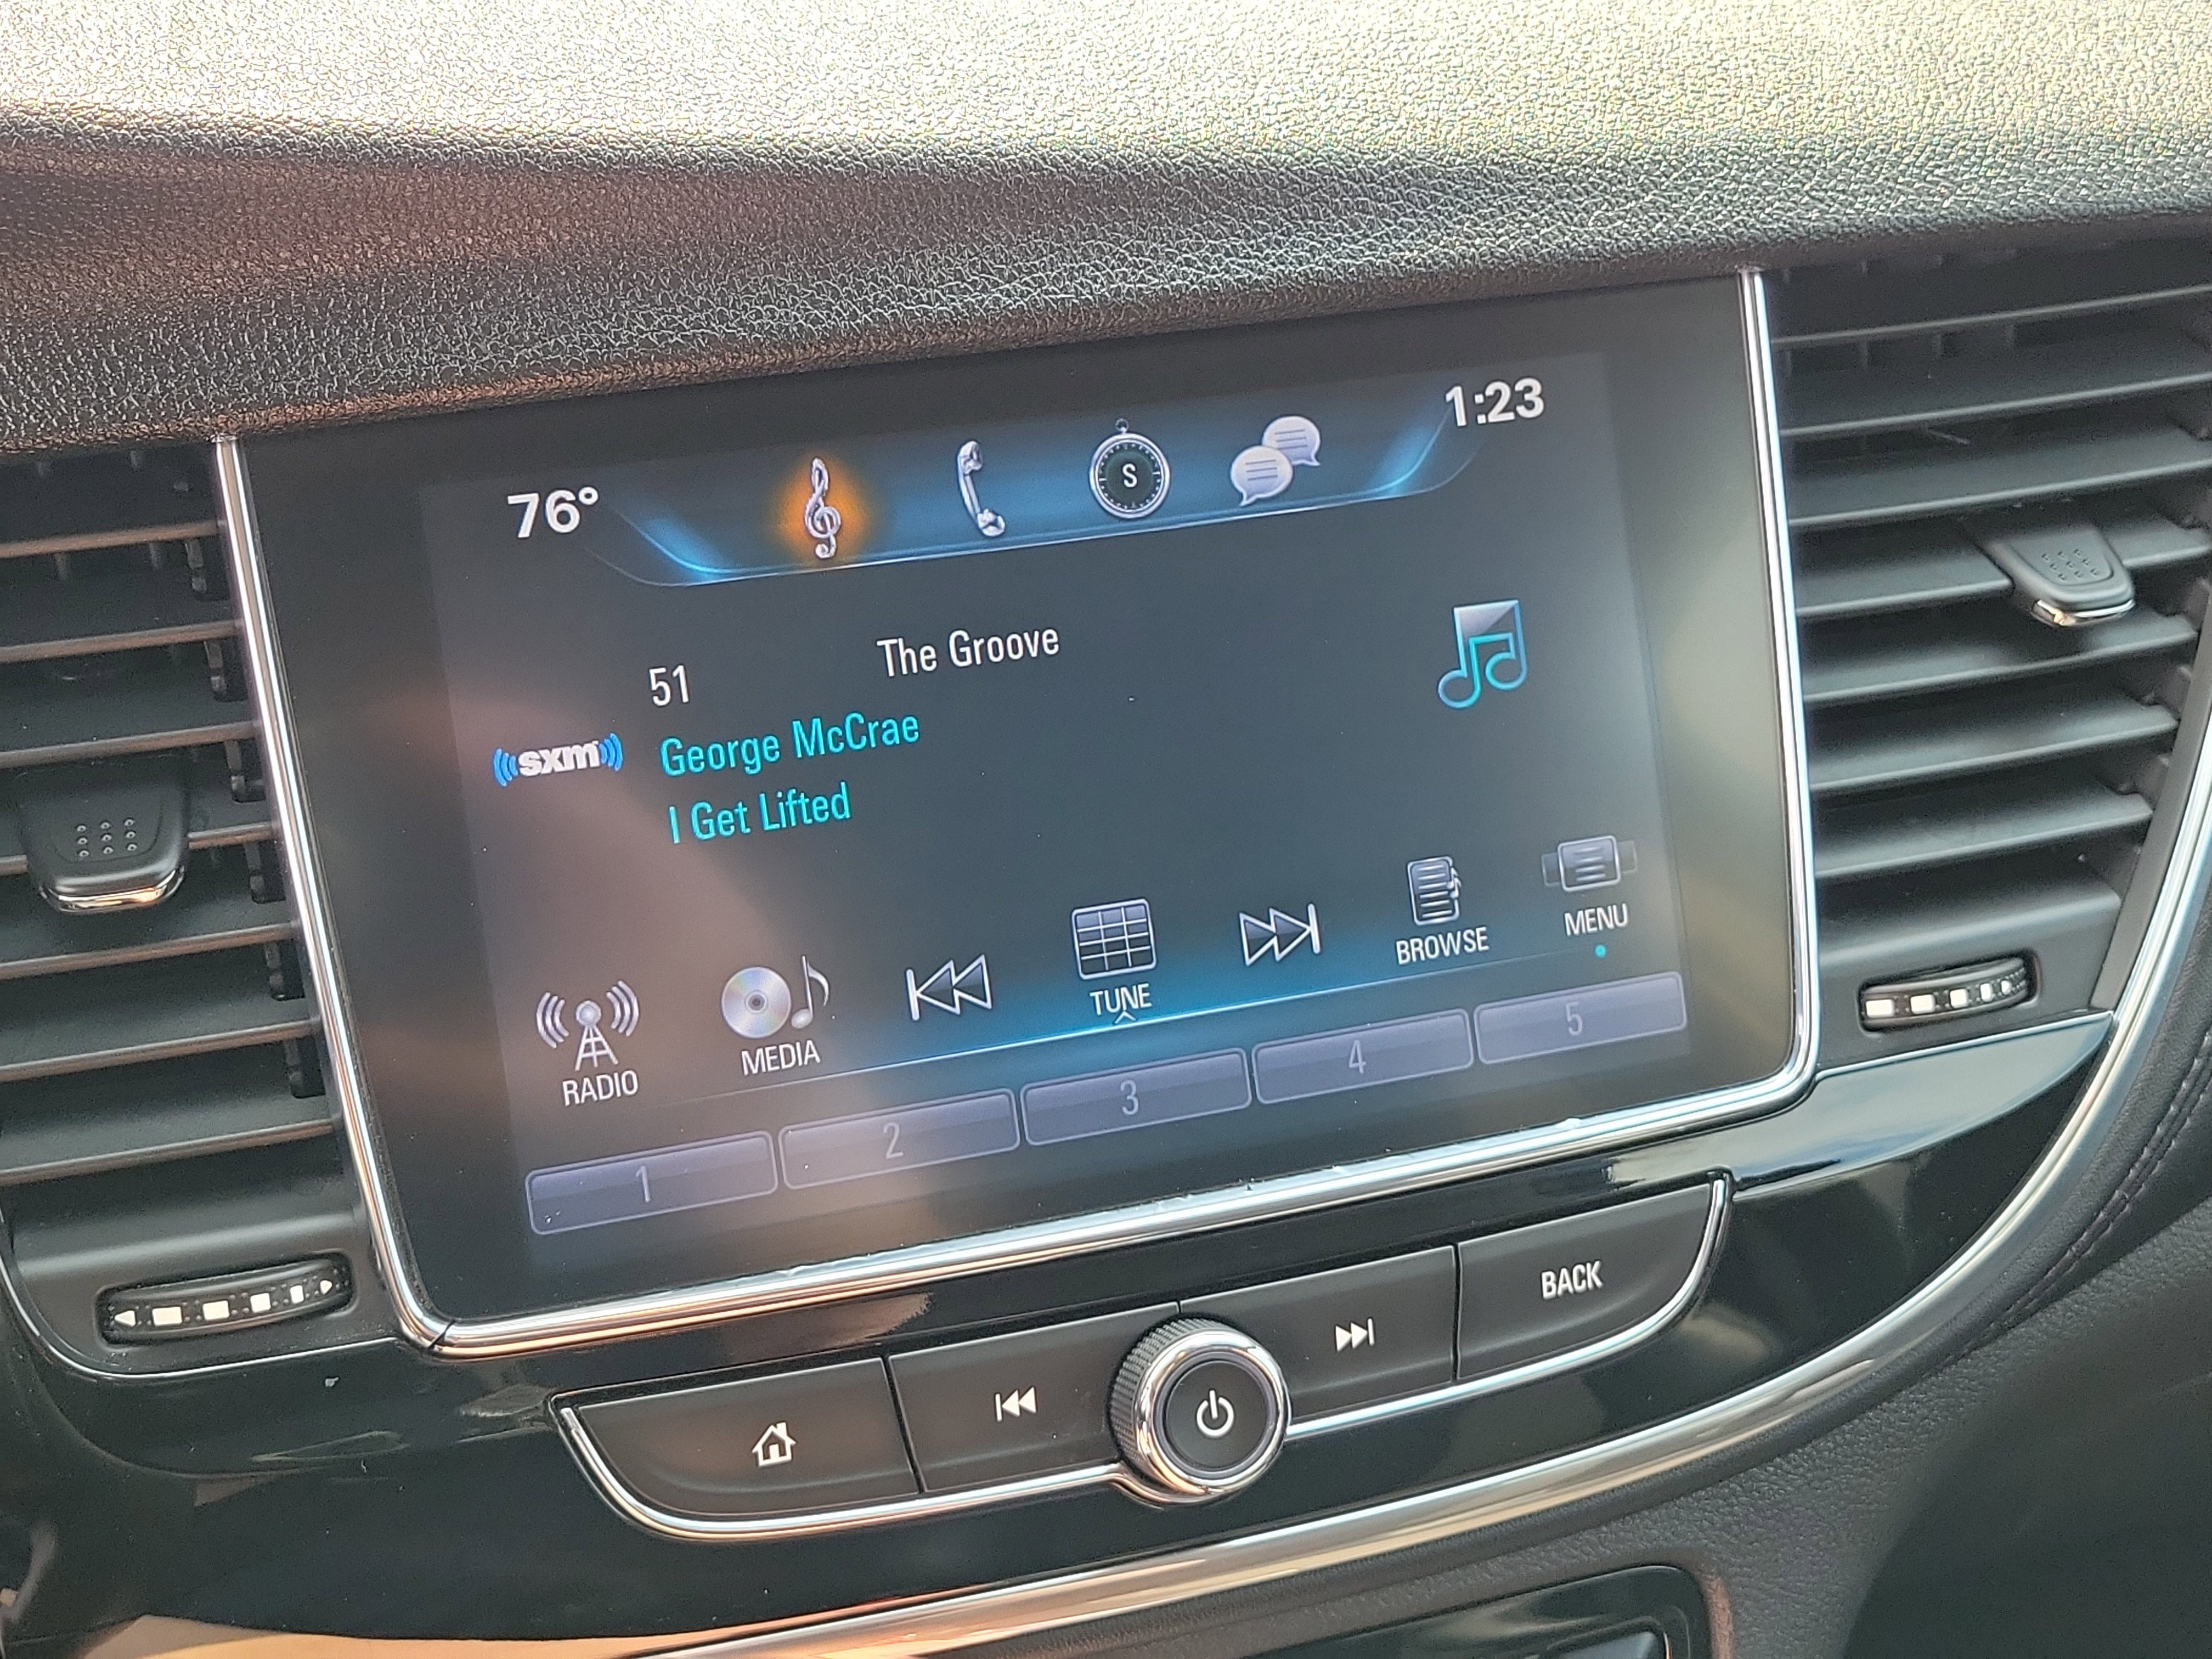 76° 1:23
S
51 The Groove
sxm
George McCrae
I Get Lifted
RADIO MEDIA TUNE BROWSE MENU
1 2 3 4 5
BACK